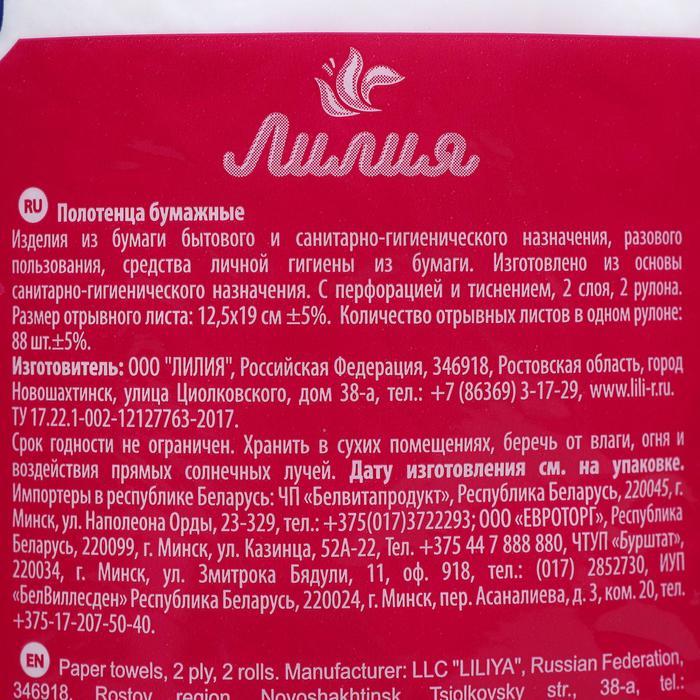 Лилия
RU Полотенца бумажные
Изделия из бумаги бытового и санитарно-гигиенического назначения, разового
пользования, средства личной гигиены из бумаги. Изготовлено из основы
санитарно-гигиенического назначения. С перфорацией и тиснением, 2 слоя, 2 рулона.
Размер отрывного листа: 12,5х19 см ±5%. Количество отрывных листов в одном рулоне:
88 шт.±5%.
Изготовитель: ООО "ЛИЛИЯ", Российская Федерация, 346918, Ростовская область, город
Новошахтинск, улица Циолковского, дом 38-а, тел.: +7 (86369) 3-17-29, www.lili-r.ru.
ТУ 17.22.1-002-12127763-2017.
Срок годности не ограничен. Хранить в сухих помещениях, беречь от влаги, огня и
воздействия прямых солнечных лучей. Дату изготовления см. на упаковке.
Импортеры в республике Беларусь: ЧП «Белвитапродукт», Республика Беларусь, 220045, г.
Минск, ул. Наполеона Орды, 23-329, тел.: +375(017)3722293; ООО «ЕВРОТОРГ», Республика
Беларусь, 220099, г. Минск, ул. Казинца, 52А-22, Тел. +375 44 7 888 880, ЧТУП «Бурштат»,
220034, г. Минск, ул. Змитрока Бядули, 11, оф. 918, тел.: (017) 2852730, ИУП
«БелВиллесден» Республика Беларусь, 220024, г. Минск, пер. Асаналиева, д. 3, ком. 20, тел.
+375-17-207-50-40.
EN Paper towels, 2 ply, 2 rolls. Manufacturer: LLC "LILIYA", Russian Federation,
346918, Rostov region, Novoshakhtinsk, Tsiolkovsky str., 38-a, tel.: